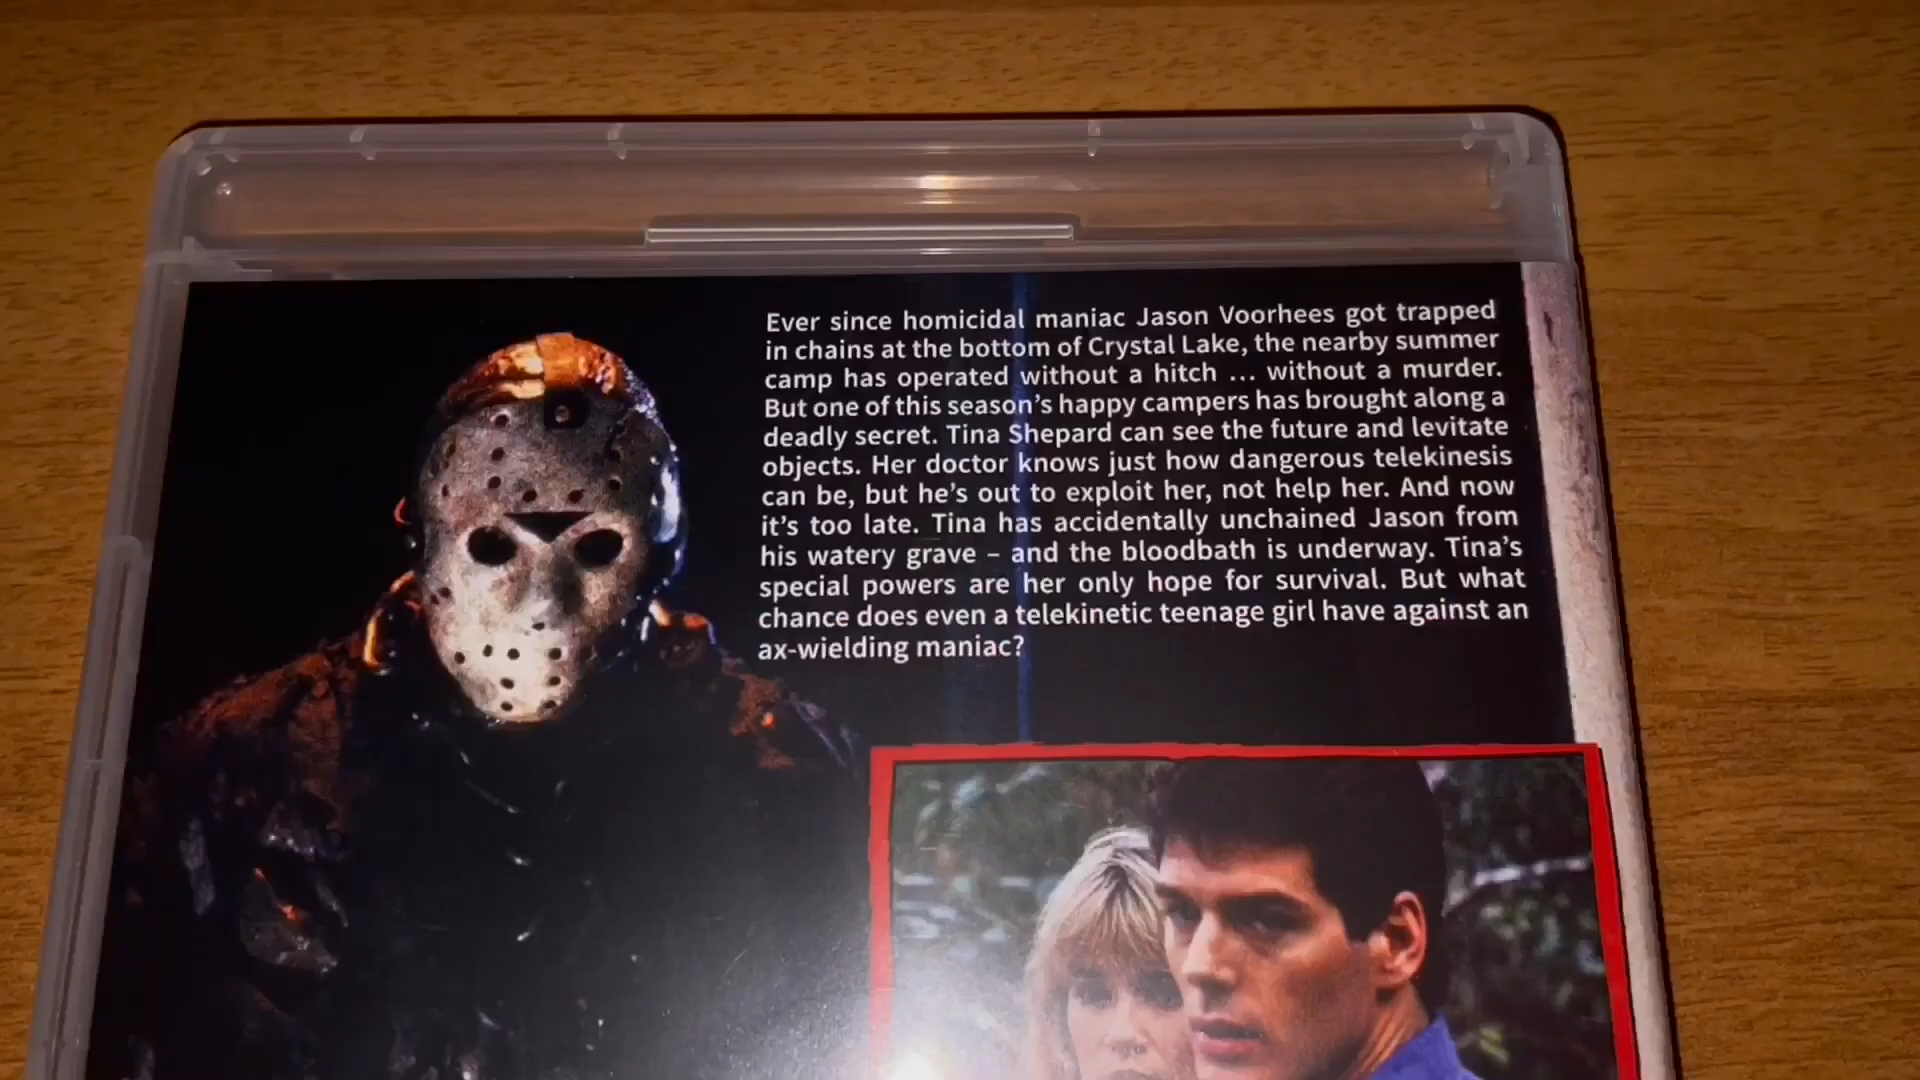 Ever since homicidal maniac Jason Voorhees got trapped
in chains at the bottom of Crystal Lake, the nearby summer
camp has operated without a hitch ... without a murder.
But one of this season's happy campers has brought along a
deadly secret. Tina Shepard can see the future and levitate
objects. Her doctor knows just how dangerous telekinesis
can be, but he's out to exploit her, not help her. And now
it's too late. Tina has accidentally unchained Jason from
his watery grave – and the bloodbath is underway. Tina's
special powers are her only hope for survival. But what
chance does even a telekinetic teenage girl have against an
ax-wielding maniac?